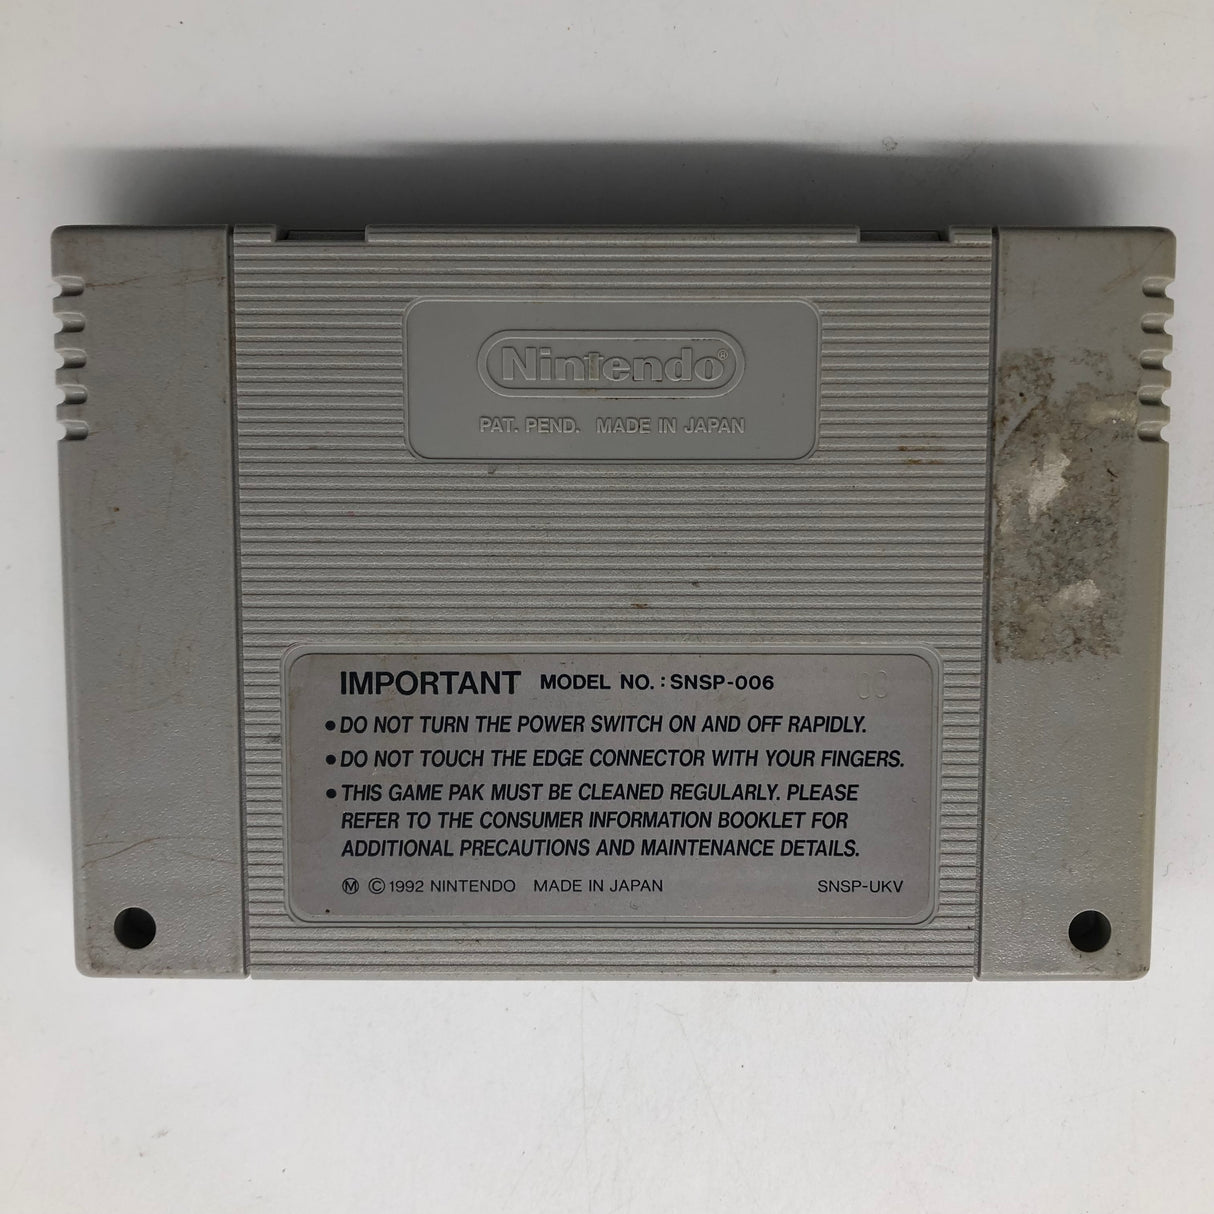 Nintendo®
PAT. PEND. MADE IN JAPAN
IMPORTANT MODEL NO.: SNSP-006
• DO NOT TURN THE POWER SWITCH ON AND OFF RAPIDLY.
• DO NOT TOUCH THE EDGE CONNECTOR WITH YOUR FINGERS.
• THIS GAME PAK MUST BE CLEANED REGULARLY. PLEASE
REFER TO THE CONSUMER INFORMATION BOOKLET FOR
ADDITIONAL PRECAUTIONS AND MAINTENANCE DETAILS.
Ⓜ ©1992 NINTENDO MADE IN JAPAN SNSP-UKV